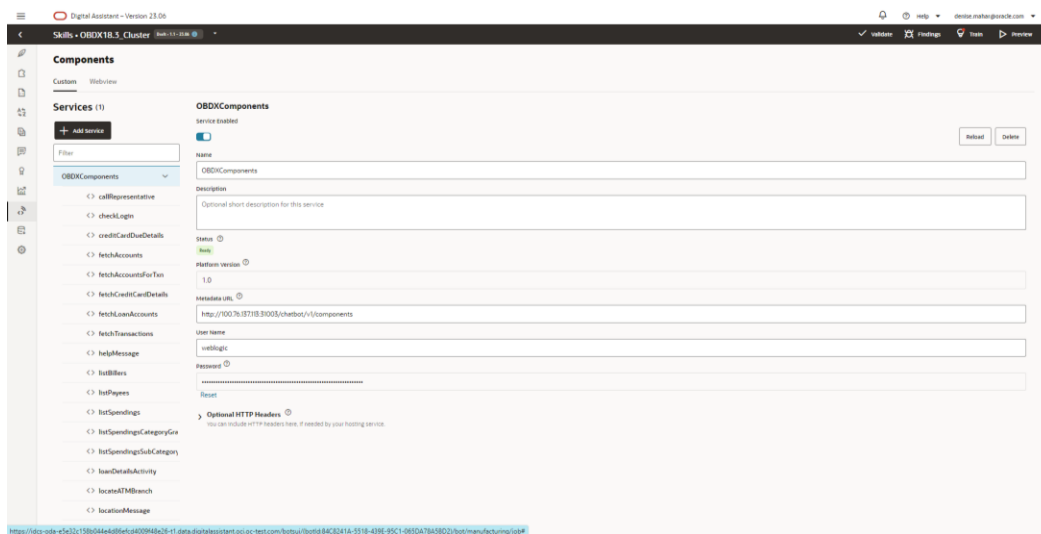 Digital Assistant - Version 23.06
Help
denise.mahar@oracle.com
Skills • OBDX18.3_Cluster
Validate
Findings
Train
Preview
Components
Custom
Webview
Services (1)
Add Service
Filter
OBDXComponents
callRepresentative
checkLogin
creditCardDueDetails
fetchAccounts
fetchAccountsForTxn
fetchCreditCardDetails
fetchLoanAccounts
fetchTransactions
helpMessage
listBillers
listPayees
listSpendings
listSpendingsCategoryGra
listSpendingsSubCategory
loanDetailsActivity
locateATMBranch
locationMessage
OBDXComponents
Service Enabled
Reload
Delete
Name
OBDXComponents
Description
Optional short description for this service
Status
Ready
Platform Version
1.0
Metadata URL
http://100.76.137.113:31003/chatbot/v1/components
User Name
weblogic
Password
Reset
Optional HTTP Headers
You can include HTTP headers here, if needed by your hosting service.